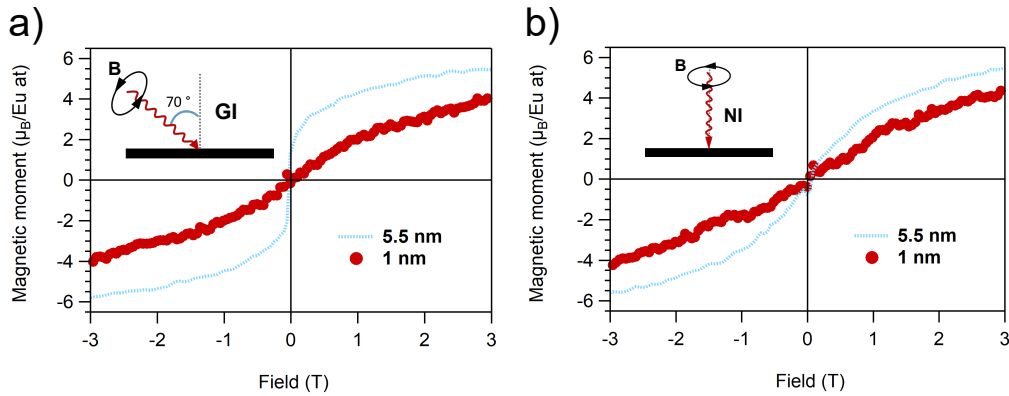 a)
Magnetic moment (μB/Eu at)
6
4
2
0
-2
-4
-6
B
70 °
GI
5.5 nm
1 nm
-3 -2 -1 0 1 2 3
Field (T)
b)
Magnetic moment (μB/Eu at)
6
4
2
0
-2
-4
-6
B
NI
5.5 nm
1 nm
-3 -2 -1 0 1 2 3
Field (T)